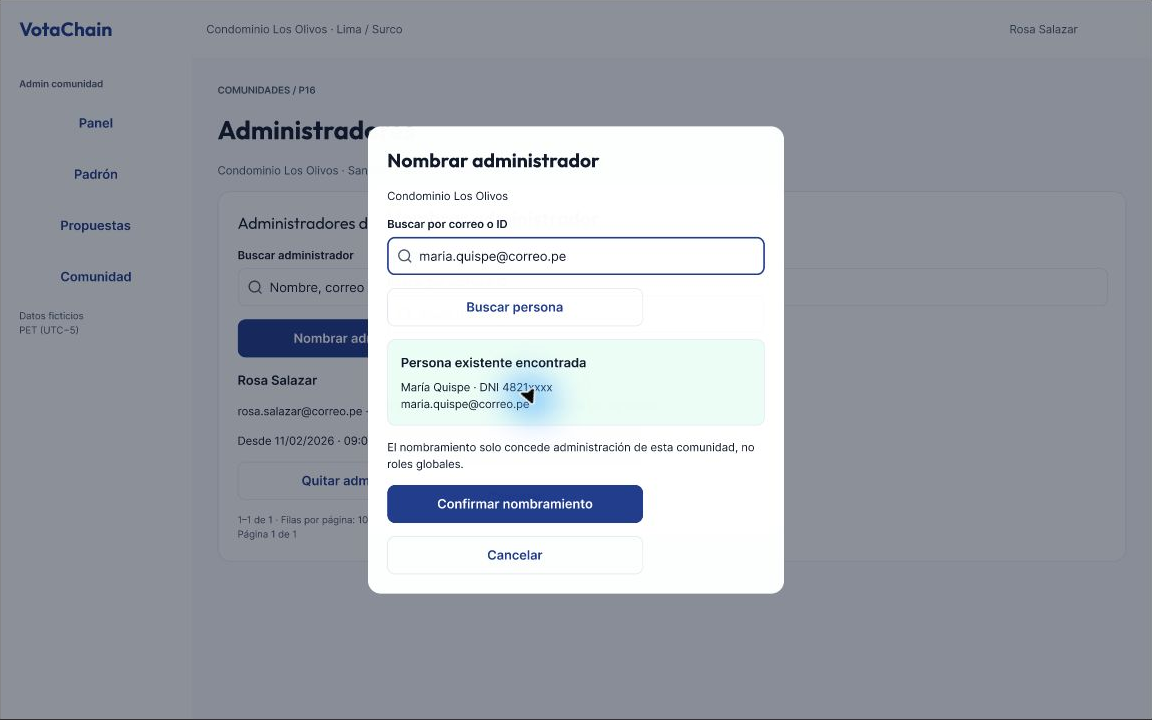 VotaChain
Condominio Los Olivos · Lima / Surco
Rosa Salazar
Admin comunidad
Panel
Padrón
Propuestas
Comunidad
Datos ficticios
PET (UTC−5)
COMUNIDADES / P16
Condominio Los Olivos · San
Administradores d
Buscar administrador
Nombre, correo
Nombrar adm
Rosa Salazar
rosa.salazar@correo.pe
Desde 11/02/2026 · 09:0
Quitar adm
1–1 de 1 · Filas por página: 10
Página 1 de 1
Nombrar administrador
Condominio Los Olivos
Buscar por correo o ID
maria.quispe@correo.pe
Buscar persona
Persona existente encontrada
María Quispe · DNI 4821xxxx
maria.quispe@correo.pe
El nombramiento solo concede administración de esta comunidad, no
roles globales.
Confirmar nombramiento
Cancelar